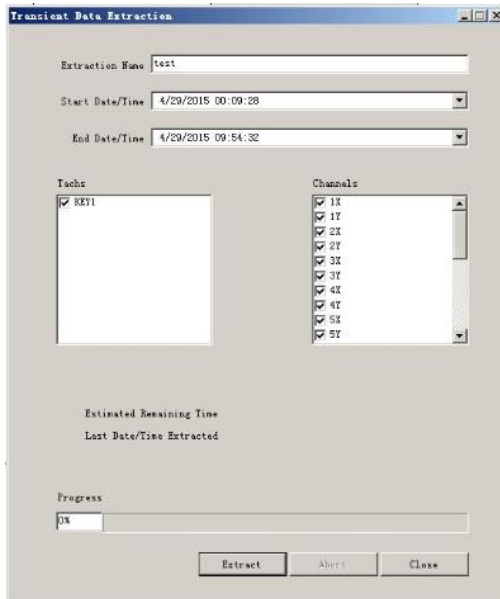 Transient Data Extraction
Extraction Name test
Start Date/Time 4/29/2015 00:09:28
End Date/Time 4/29/2015 09:54:32
Tachs
KEY1
Channels
1X
1Y
2X
2Y
3X
3Y
4X
4Y
5X
5Y
Estimated Remaining Time
Last Date/Time Extracted
Progress
0%
Extract Abort Close